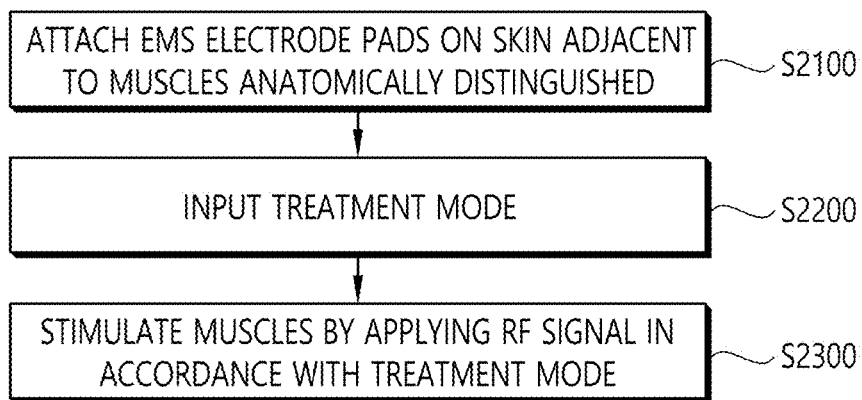 ATTACH EMS ELECTRODE PADS ON SKIN ADJACENT
TO MUSCLES ANATOMICALLY DISTINGUISHED
S2100
INPUT TREATMENT MODE
S2200
STIMULATE MUSCLES BY APPLYING RF SIGNAL IN
ACCORDANCE WITH TREATMENT MODE
S2300